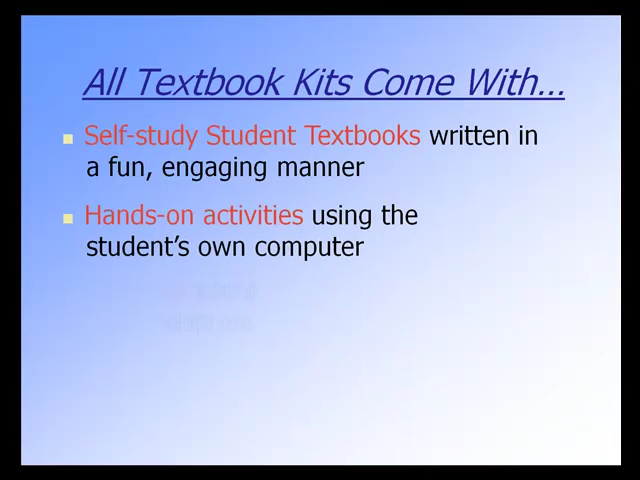 All Textbook Kits Come With...
Self-study Student Textbooks written in
a fun, engaging manner
Hands-on activities using the
student's own computer